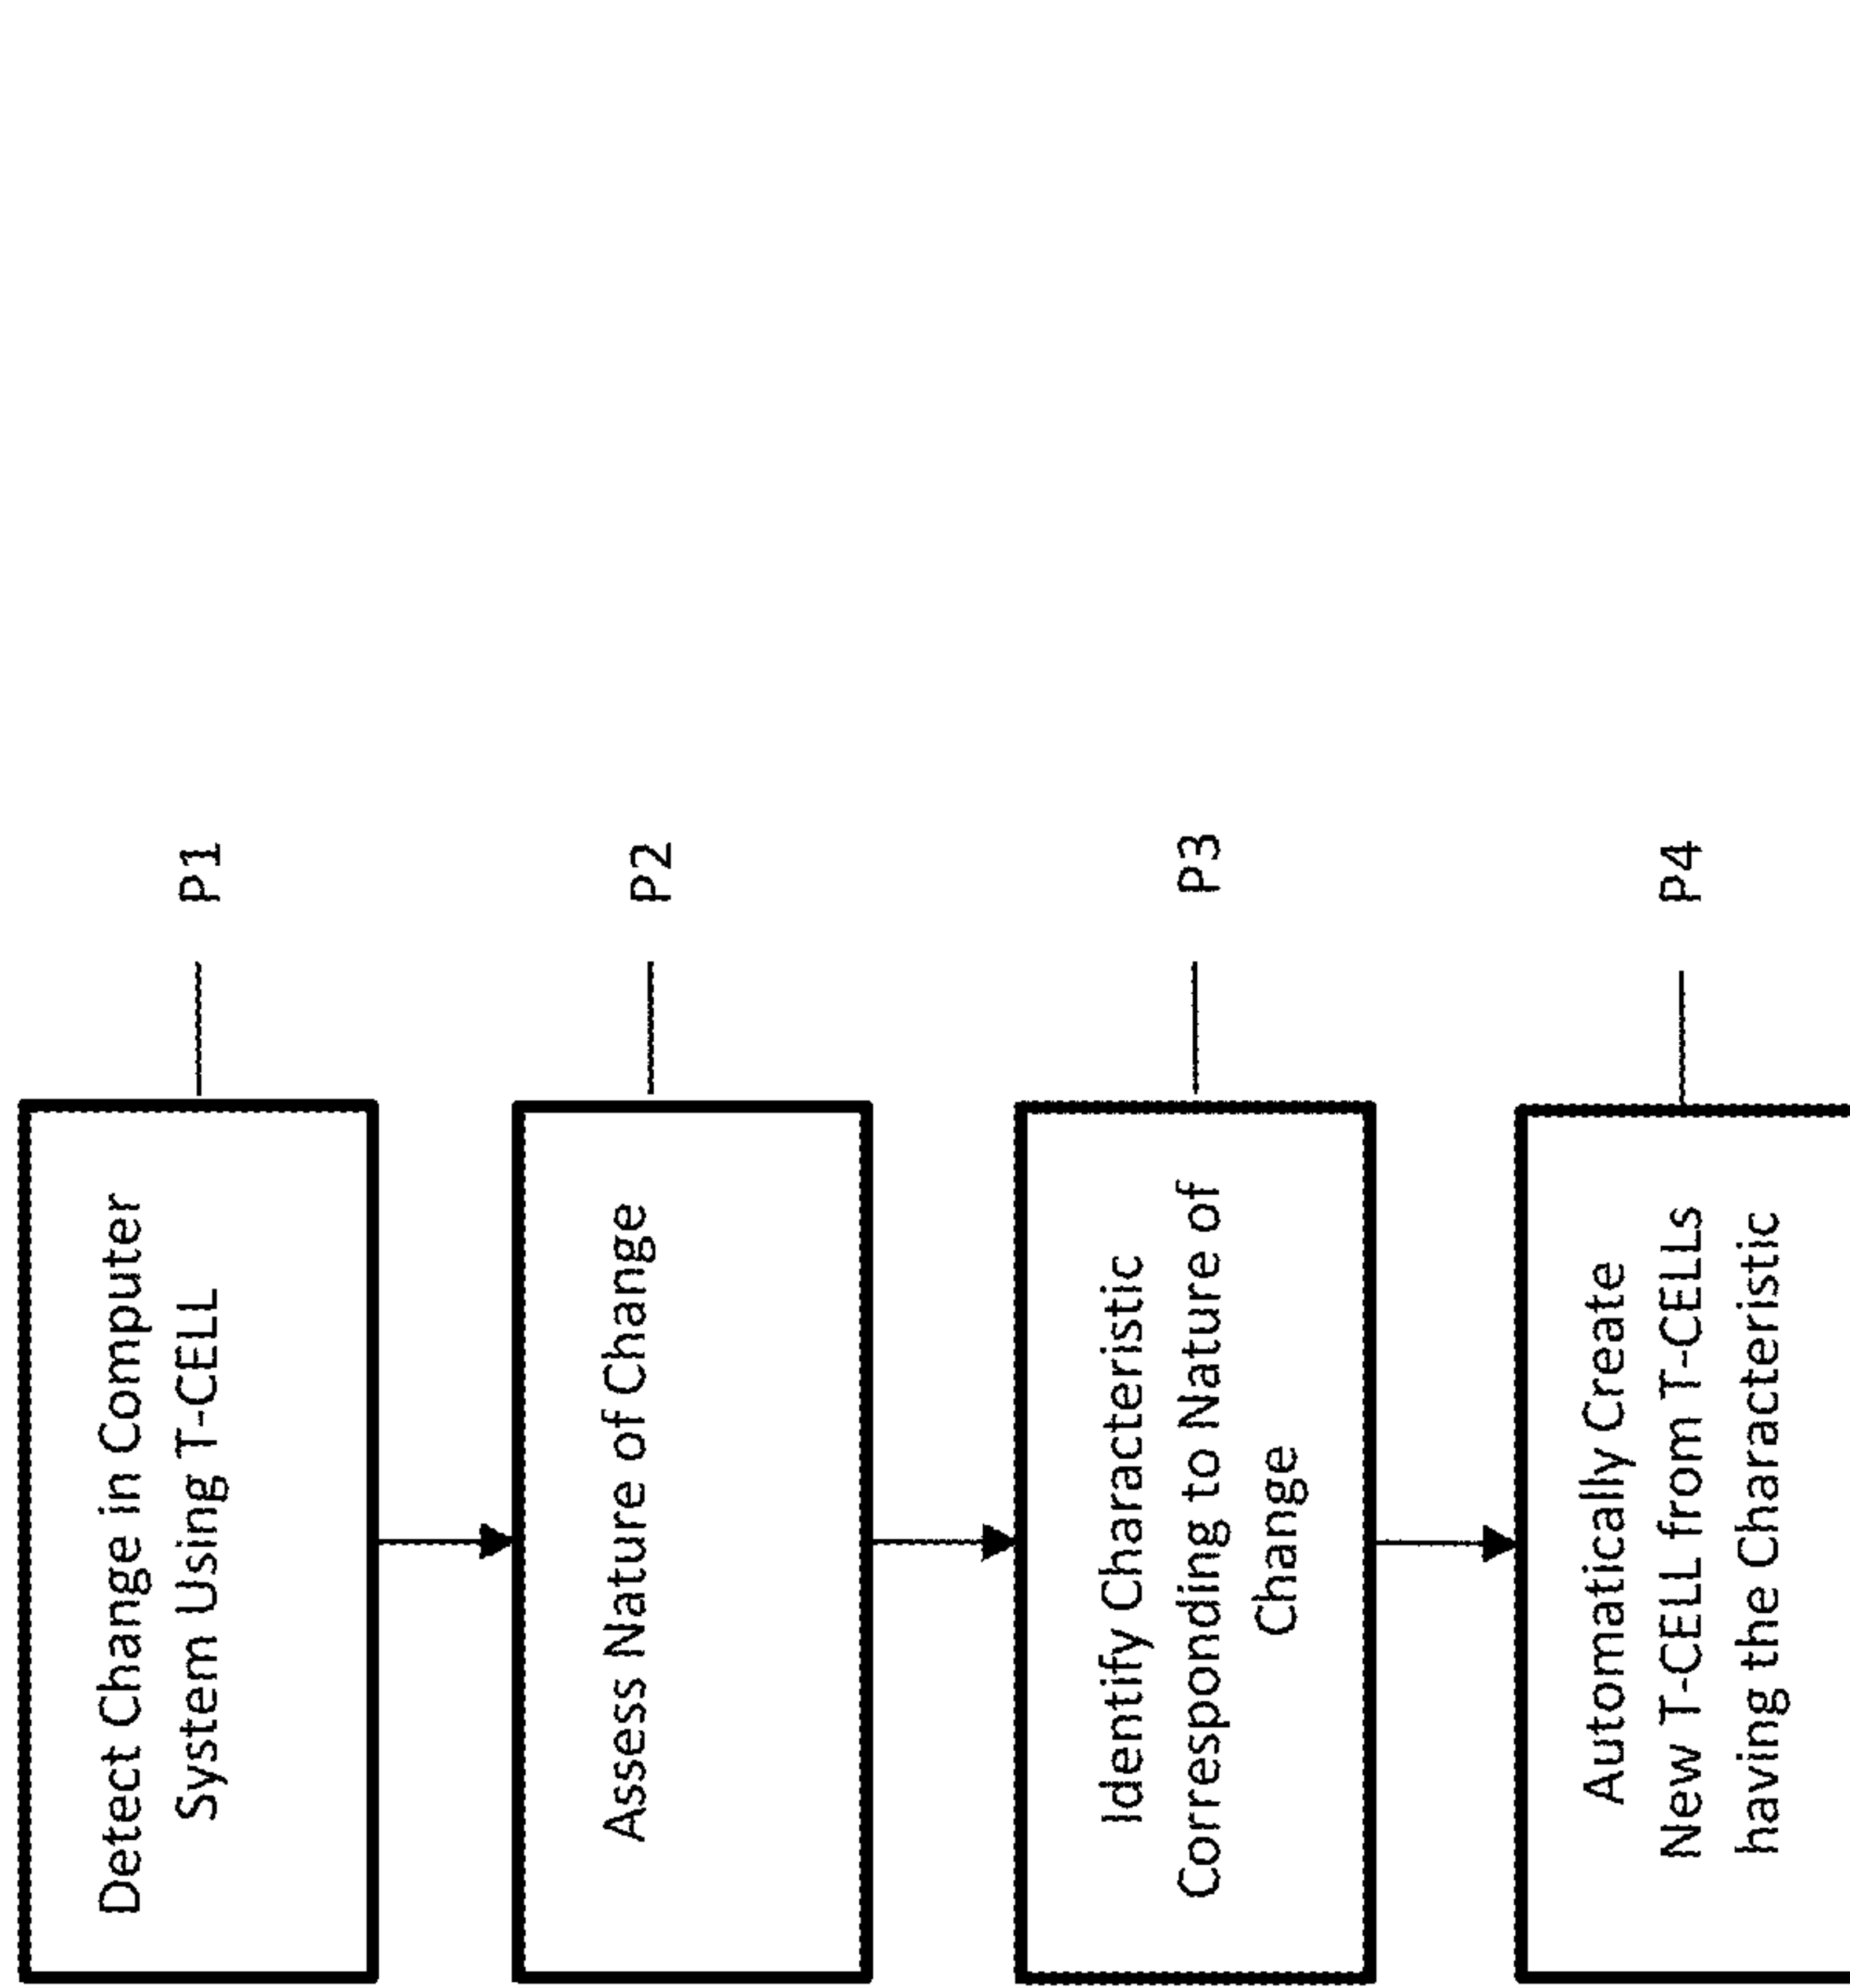 Detect Change in Computer
System Using T-CELL
P1
Assess Nature of Change
P2
Identify Characteristic
Corresponding to Nature of
Change
P3
Automatically Create
New T-CELL from T-CELLs
having the Characteristic
P4